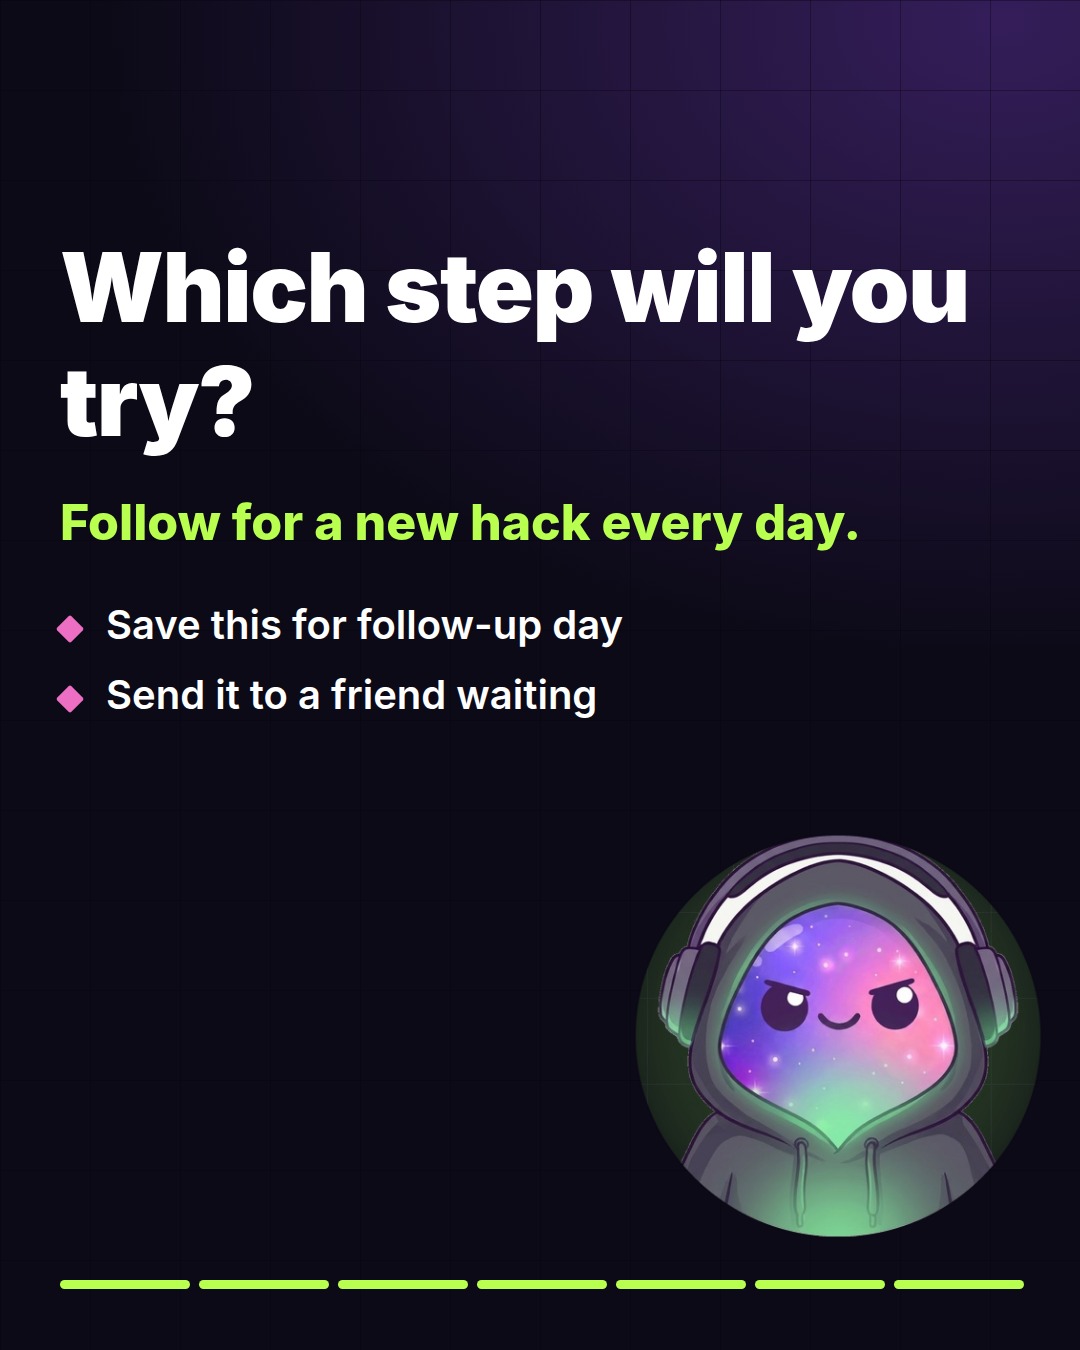 Which step will you
try?
Follow for a new hack every day.
Save this for follow-up day
Send it to a friend waiting